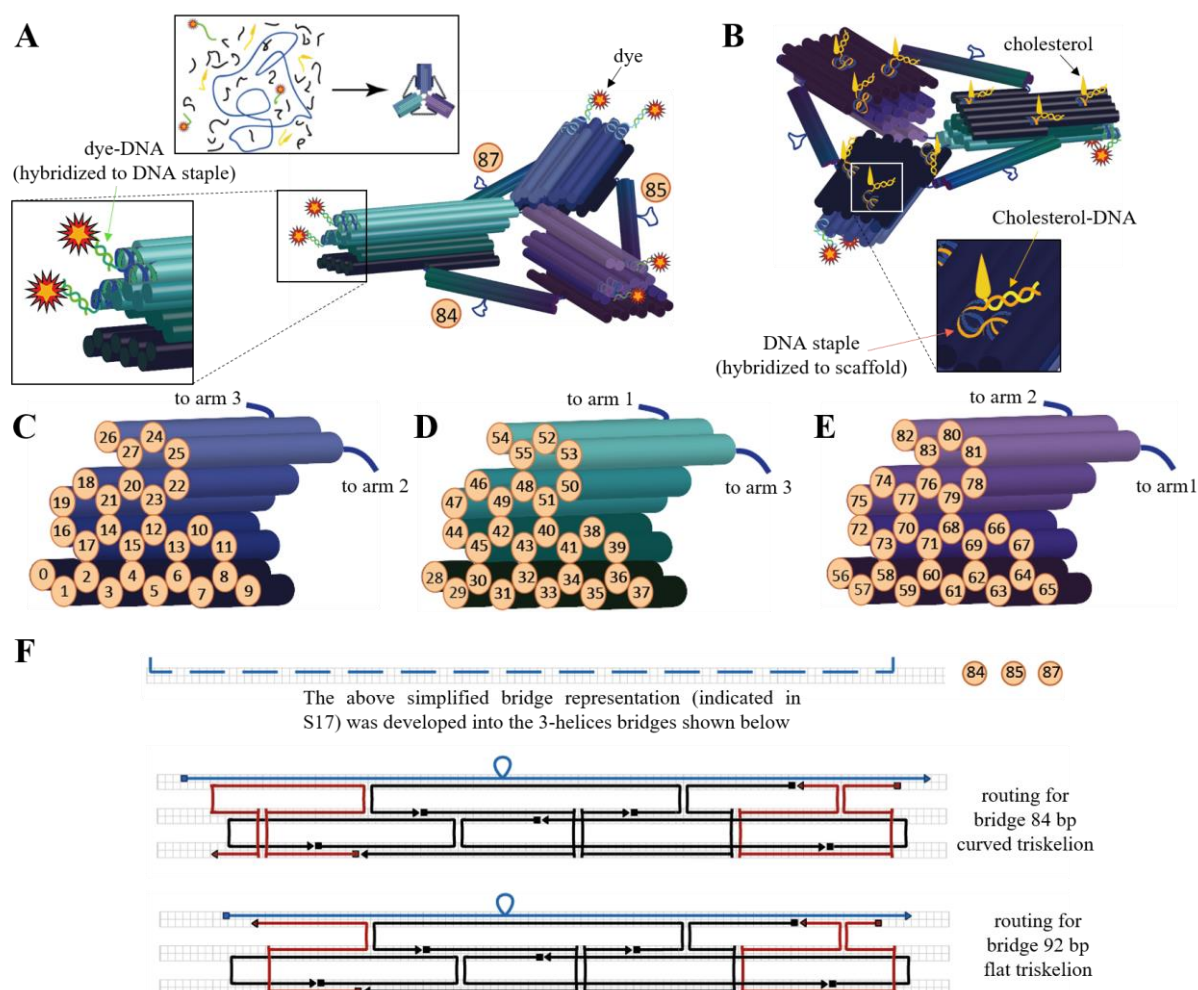 A
B
cholesterol
dye
dye-DNA
(hybridized to DNA staple)
87
85
84
Cholesterol-DNA
DNA staple
(hybridized to scaffold)
C
to arm 3
26 24
27 25
18 20 22
19 21 23
16 14 12 10
17 15 13 11
0 2 4 6 8
1 3 5 7 9
to arm 2
D
to arm 1
54 52
55 53
46 48 50
47 49 51
44 42 40 38
45 43 41 39
28 30 32 34 36
29 31 33 35 37
to arm 3
E
to arm 2
82 80
83 81
74 76 78
75 77 79
72 70 68 66
73 71 69 67
56 58 60 62 64
57 59 61 63 65
to arm1
F
84 85 87
The above simplified bridge representation (indicated in
S17) was developed into the 3-helices bridges shown below
routing for
bridge 84 bp
curved triskelion
routing for
bridge 92 bp
flat triskelion